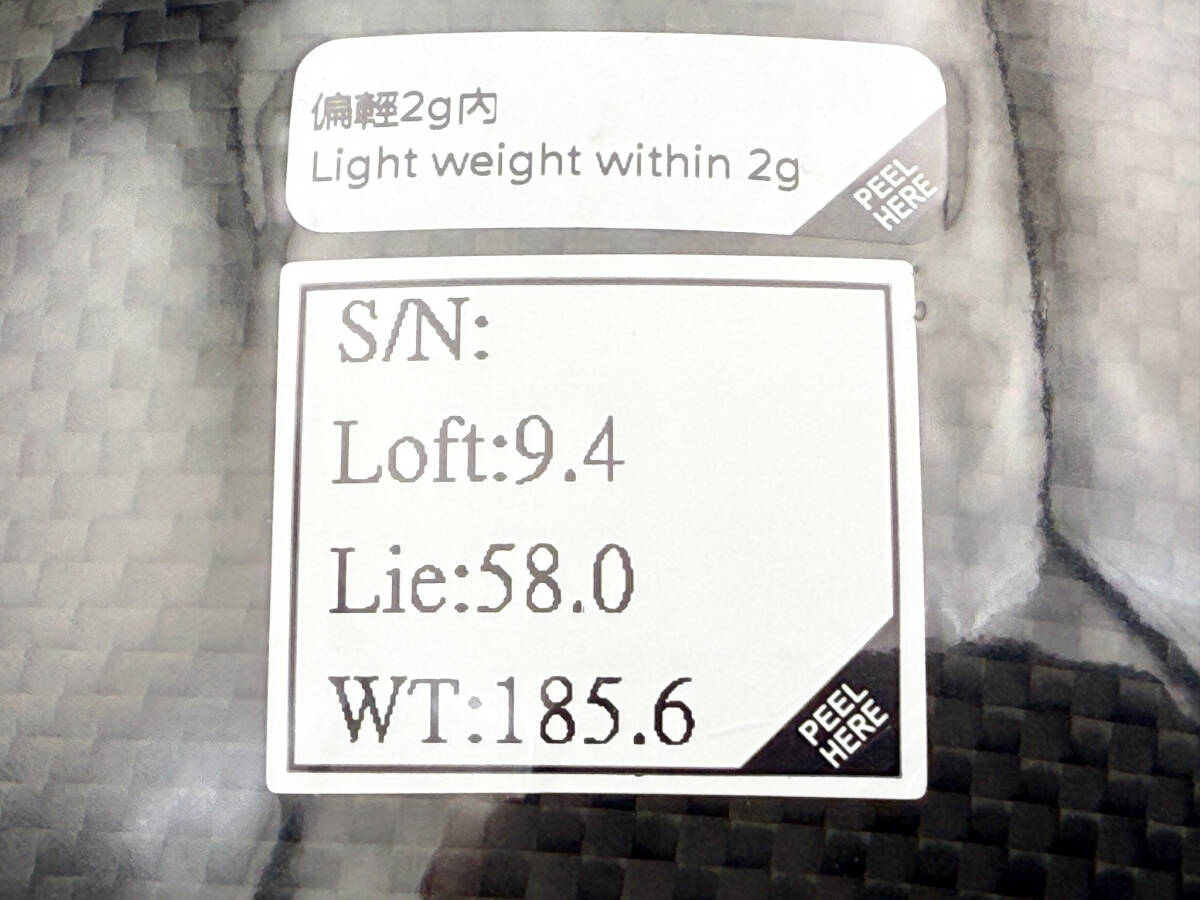 偏輕2g內
Light weight within 2g
PEEL
HERE
S/N:
Loft:9.4
Lie:58.0
WT:185.6
PEEL
HERE